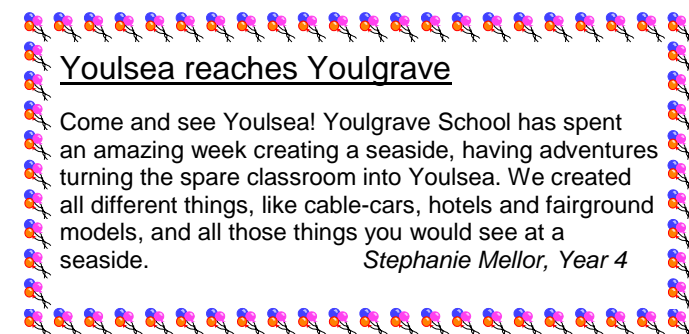 Youlsea reaches Youlgrave
Come and see Youlsea! Youlgrave School has spent
an amazing week creating a seaside, having adventures
turning the spare classroom into Youlsea. We created
all different things, like cable-cars, hotels and fairground
models, and all those things you would see at a
seaside. Stephanie Mellor, Year 4